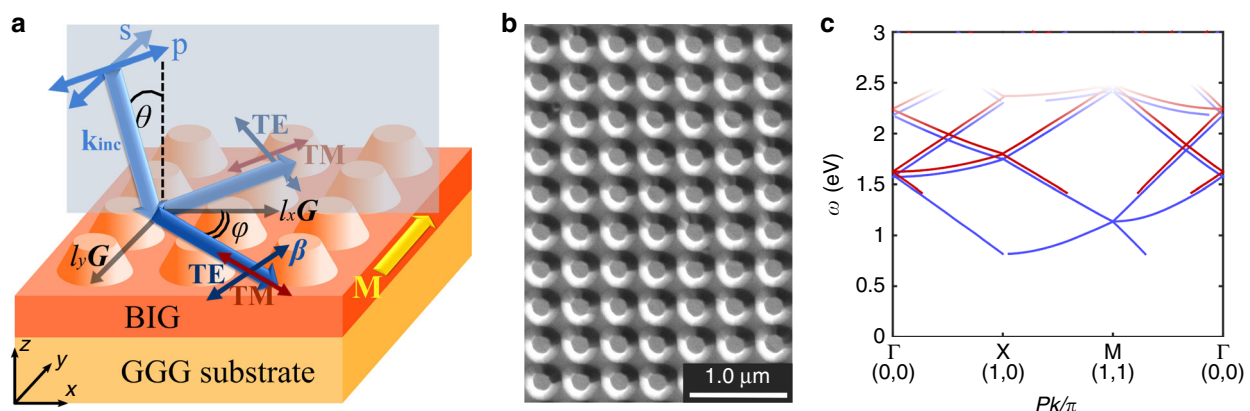 a
s
p
θ
k_inc
TE
TM
l_xG
φ
l_yG
β
TE
TM
M
BIG
GGG substrate
z
y
x
b
1.0 μm
c
3
2.5
2
1.5
1
0.5
0
ω (eV)
Γ X M Γ
(0,0) (1,0) (1,1) (0,0)
Pk/π